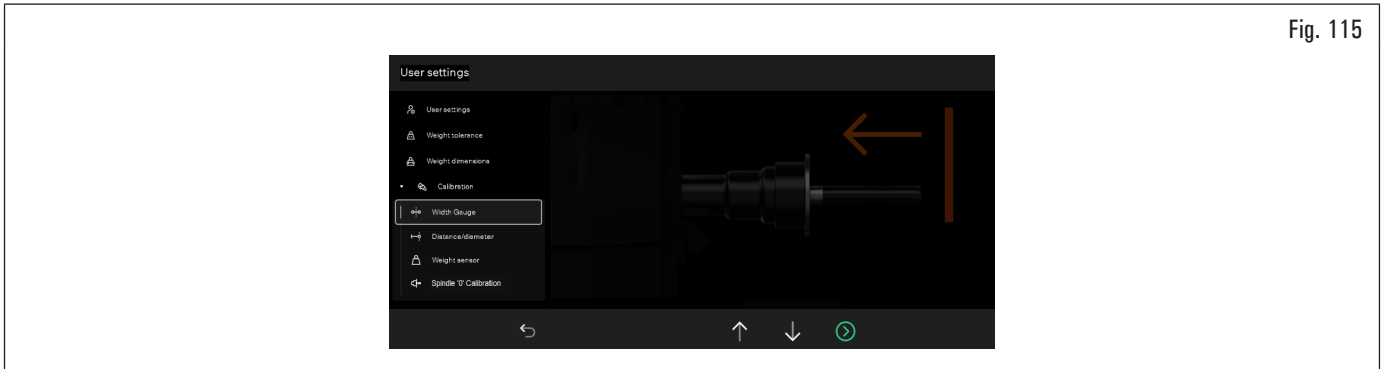 Fig. 115
User settings
User settings
Weight tolerance
Weight dimensions
Calibration
Width Gauge
Distance/diameter
Weight sensor
Spindle '0' Calibration